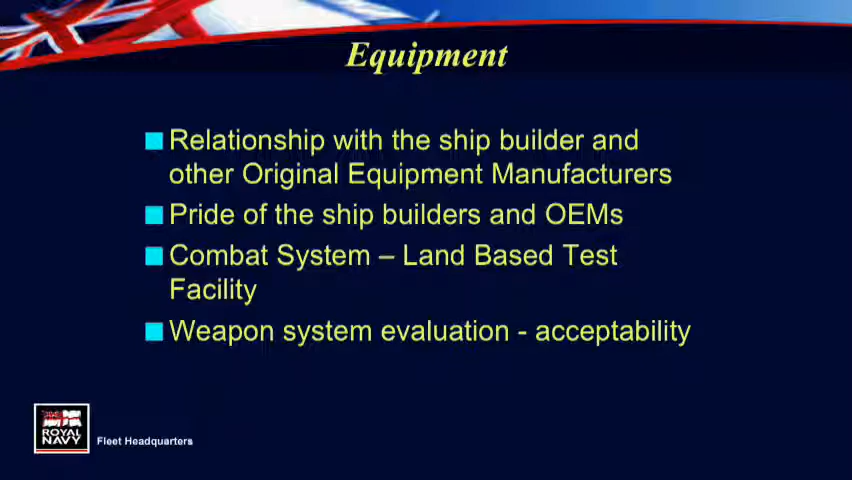 Equipment
Relationship with the ship builder and
other Original Equipment Manufacturers
Pride of the ship builders and OEMs
Combat System – Land Based Test
Facility
Weapon system evaluation - acceptability
ROYAL
NAVY
Fleet Headquarters